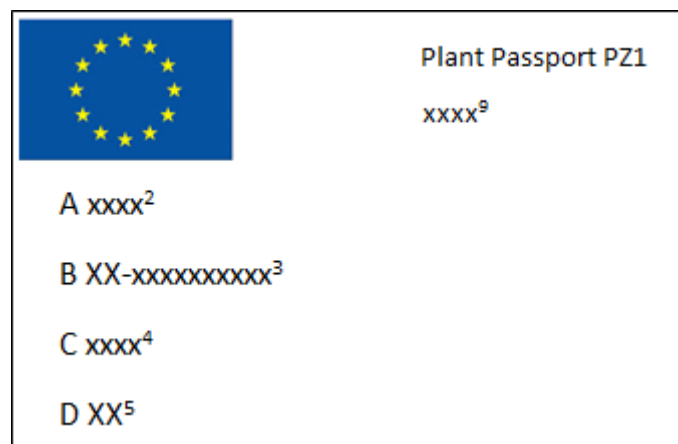 Plant Passport PZ1
xxxx⁹
A xxxx²
B XX-xxxxxxxxxx³
C xxxx⁴
D XX⁵